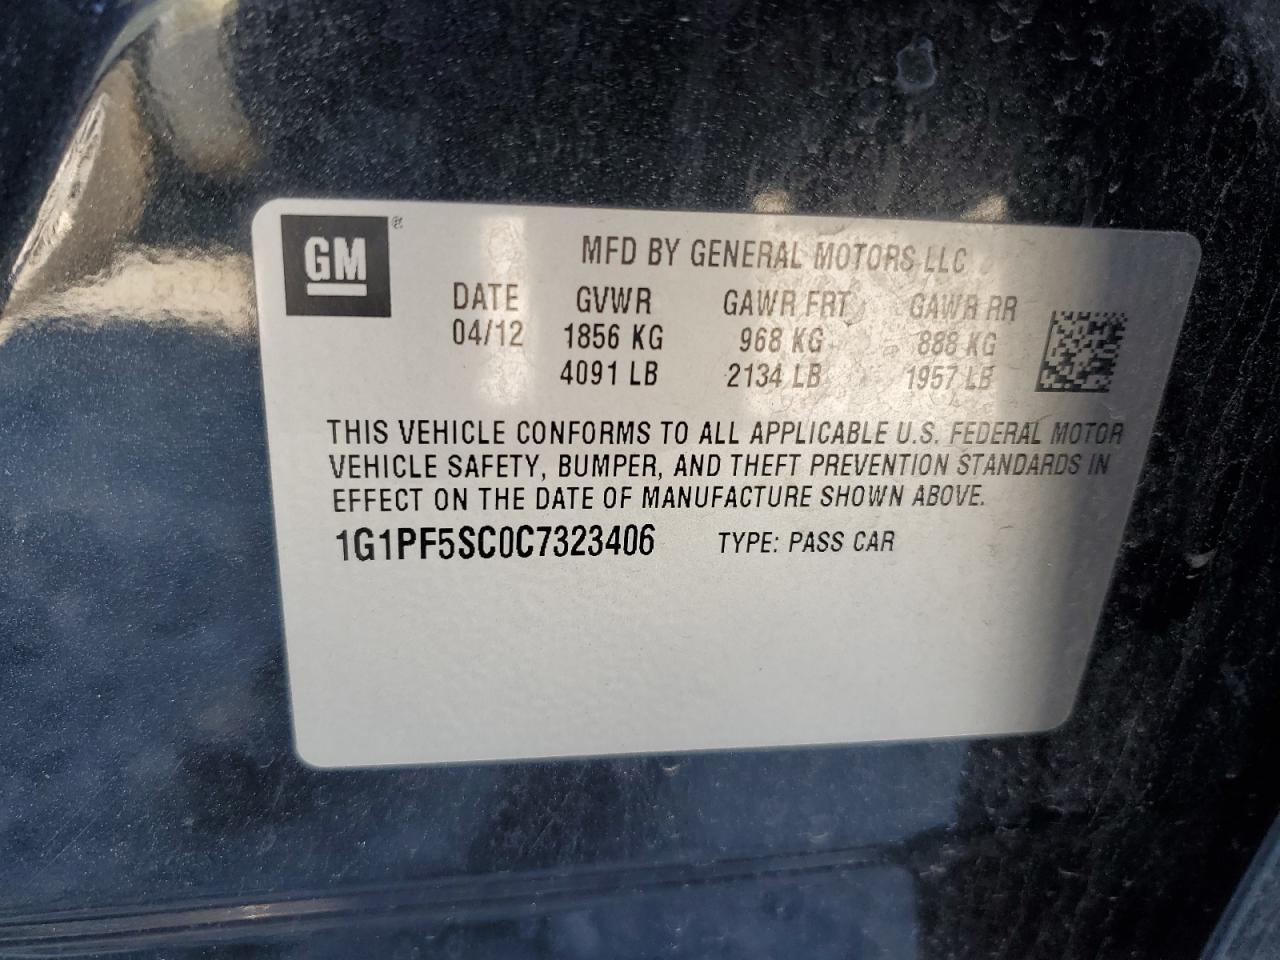 GM ®
MFD BY GENERAL MOTORS LLC
DATE GVWR GAWR FRT GAWR RR
04/12 1856 KG 968 KG 888 KG
4091 LB 2134 LB 1957 LB
THIS VEHICLE CONFORMS TO ALL APPLICABLE U.S. FEDERAL MOTOR
VEHICLE SAFETY, BUMPER, AND THEFT PREVENTION STANDARDS IN
EFFECT ON THE DATE OF MANUFACTURE SHOWN ABOVE.
1G1PF5SC0C7323406 TYPE: PASS CAR